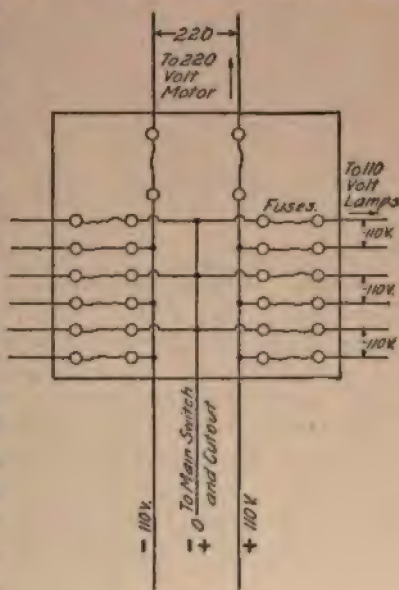 220
To 220
Volt
Motor
Fuses.
To 110
Volt
Lamps
110V.
110V.
110V.
To Main Switch
and Cutout
- 110V.
- 0
+
+ 110V.